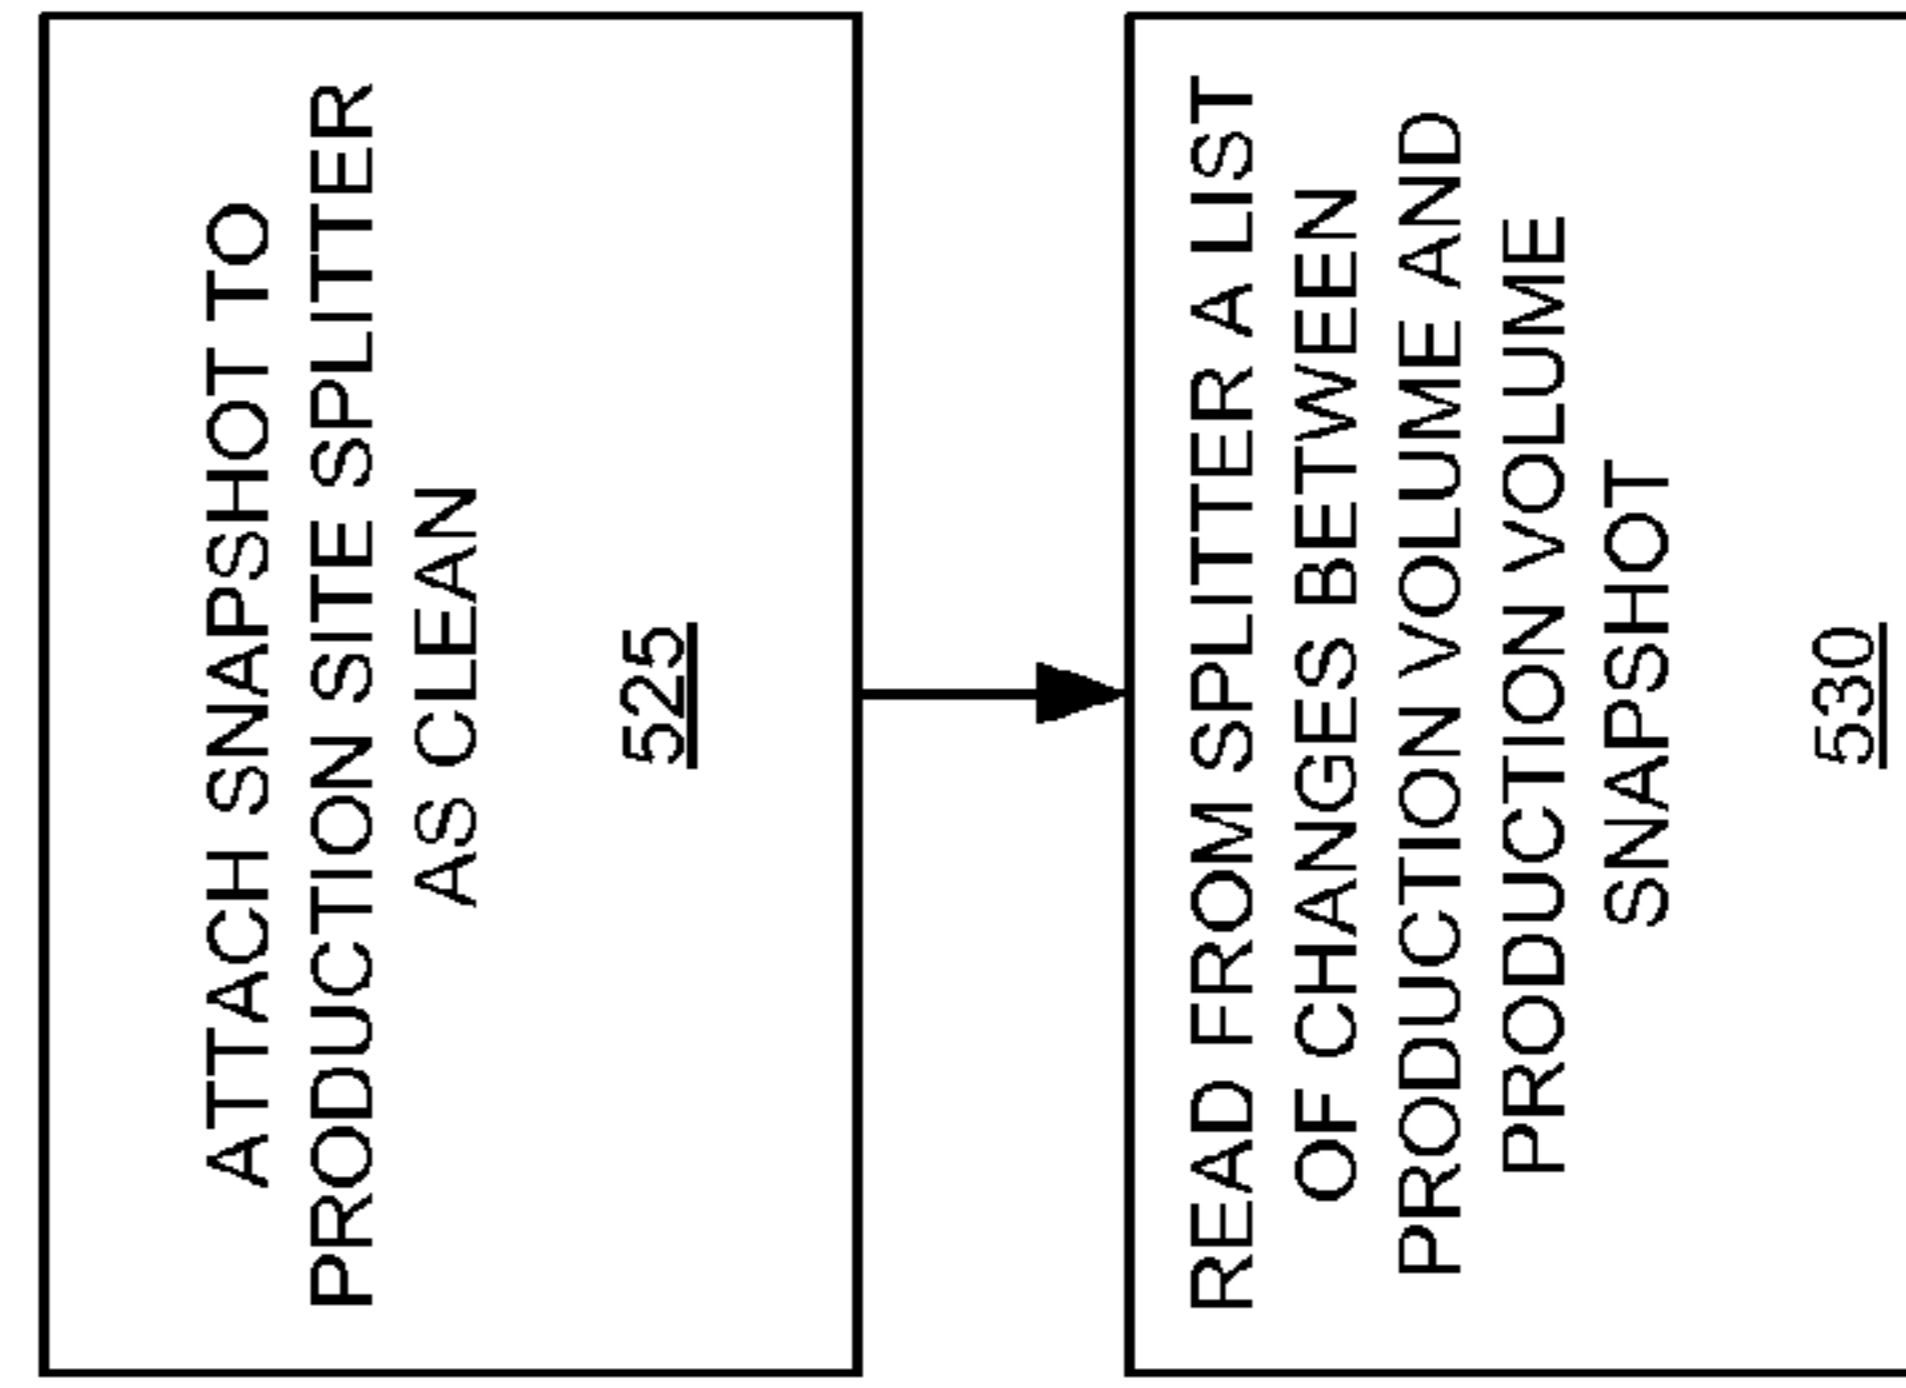 ATTACH SNAPSHOT TO
PRODUCTION SITE SPLITTER
AS CLEAN
525
READ FROM SPLITTER A LIST
OF CHANGES BETWEEN
PRODUCTION VOLUME AND
PRODUCTION VOLUME
SNAPSHOT
530